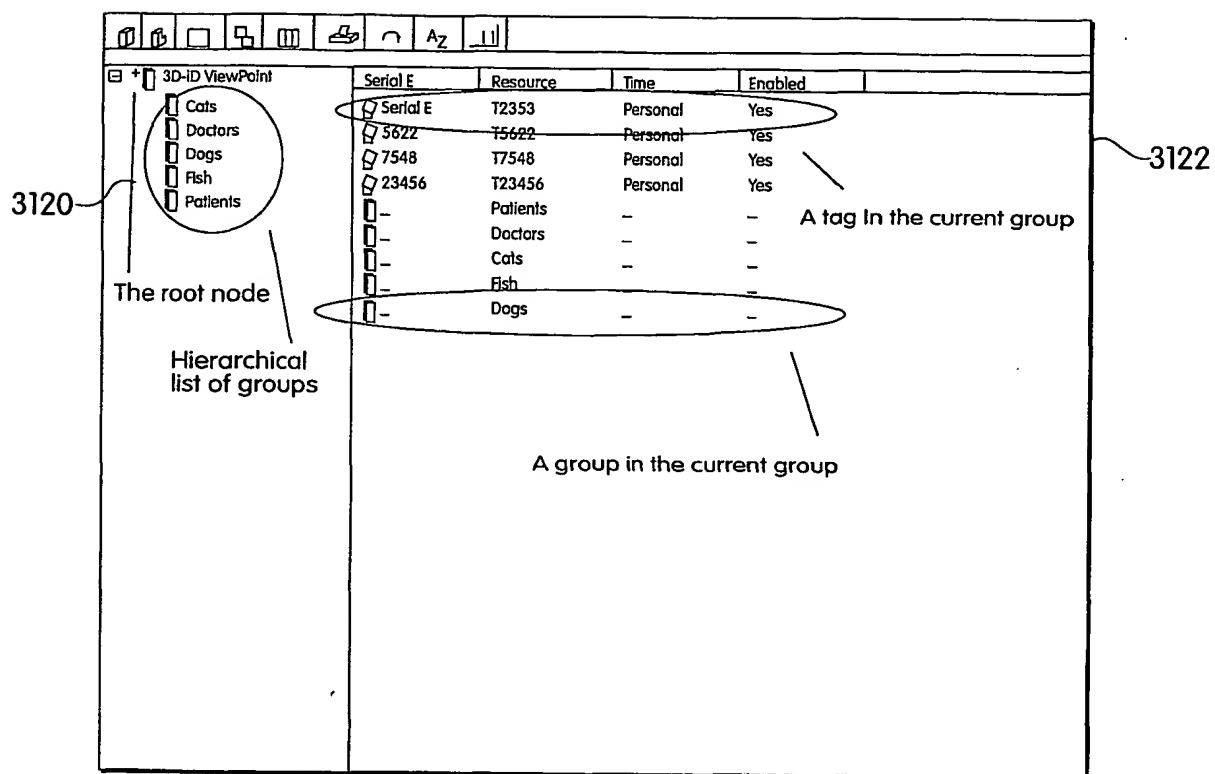 AZ
3D-iD ViewPoint
Cats
Doctors
Dogs
Fish
Patients
Serial E Resource Time Enabled
Serial E T2353 Personal Yes
5622 T5622 Personal Yes
7548 T7548 Personal Yes
23456 T23456 Personal Yes
_ Patients _ _
_ Doctors _ _
_ Cats _ _
_ Fish _ _
_ Dogs _ _
3120
3122
The root node
Hierarchical
list of groups
A tag In the current group
A group in the current group